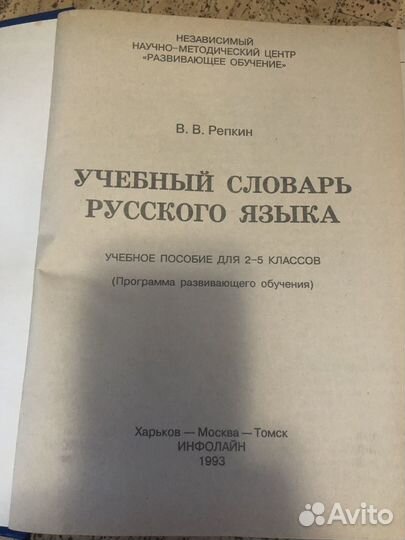 НЕЗАВИСИМЫЙ
НАУЧНО-МЕТОДИЧЕСКИЙ ЦЕНТР
«РАЗВИВАЮЩЕЕ ОБУЧЕНИЕ»
В. В. Репкин
УЧЕБНЫЙ СЛОВАРЬ
РУССКОГО ЯЗЫКА
УЧЕБНОЕ ПОСОБИЕ ДЛЯ 2–5 КЛАССОВ
(Программа развивающего обучения)
Харьков — Москва — Томск
ИНФОЛАЙН
1993
Avito